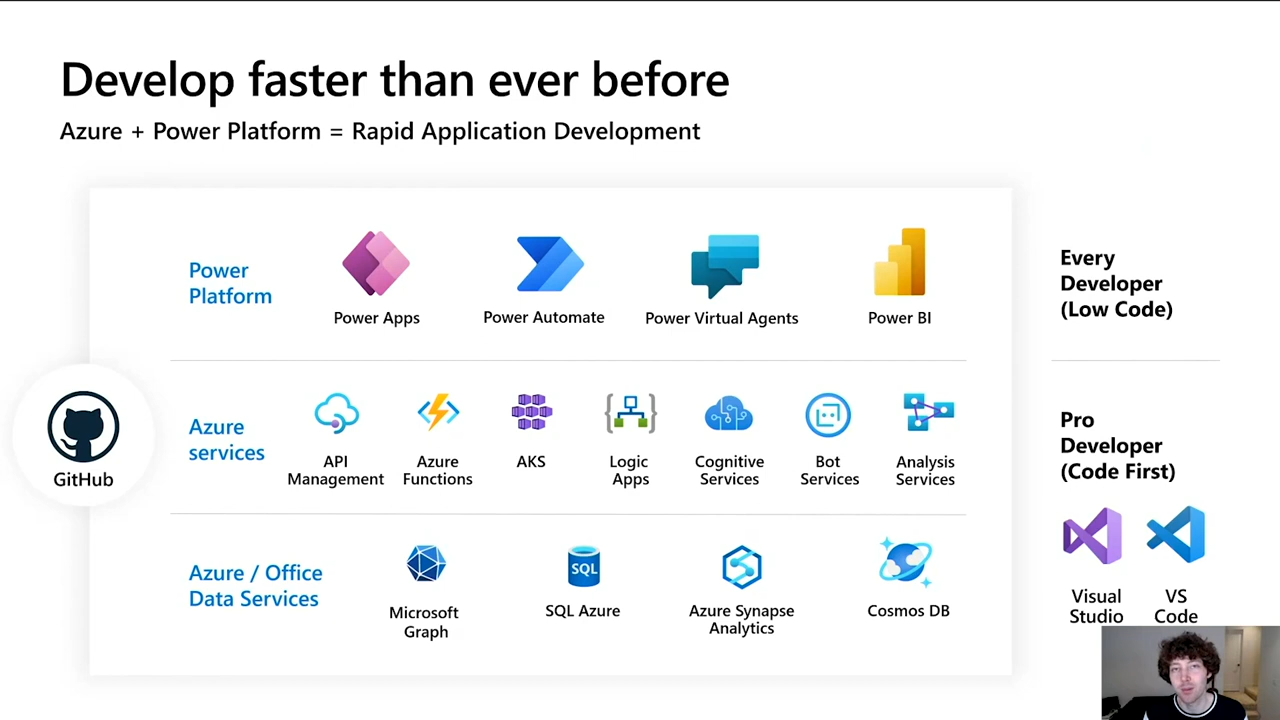 Develop faster than ever before
Azure + Power Platform = Rapid Application Development
Power
Platform
Power Apps
Power Automate
Power Virtual Agents
Power BI
Every
Developer
(Low Code)
GitHub
Azure
services
API
Management
Azure
Functions
AKS
Logic
Apps
Cognitive
Services
Bot
Services
Analysis
Services
Pro
Developer
(Code First)
Visual
Studio
VS
Code
Azure / Office
Data Services
Microsoft
Graph
SQL
SQL Azure
Azure Synapse
Analytics
Cosmos DB